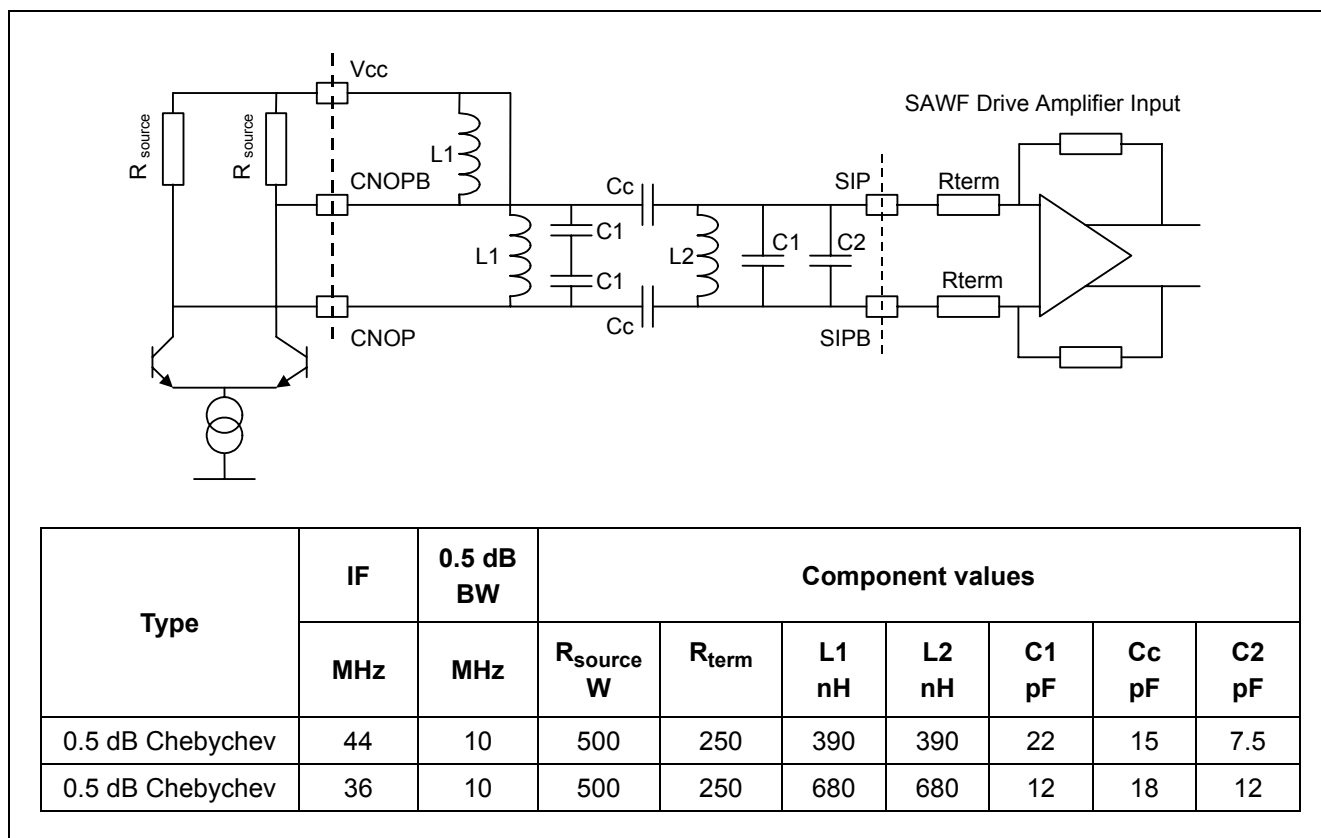 Vcc
SAWF Drive Amplifier Input
R source
R source
L1
CNOPB
Cc
SIP
Rterm
L1
C1
C1
L2
C1
C2
Rterm
CNOP
Cc
SIPB
Type
IF
0.5 dB
BW
Component values
MHz
MHz
Rsource
W
Rterm
L1
nH
L2
nH
C1
pF
Cc
pF
C2
pF
0.5 dB Chebychev 44 10 500 250 390 390 22 15 7.5
0.5 dB Chebychev 36 10 500 250 680 680 12 18 12